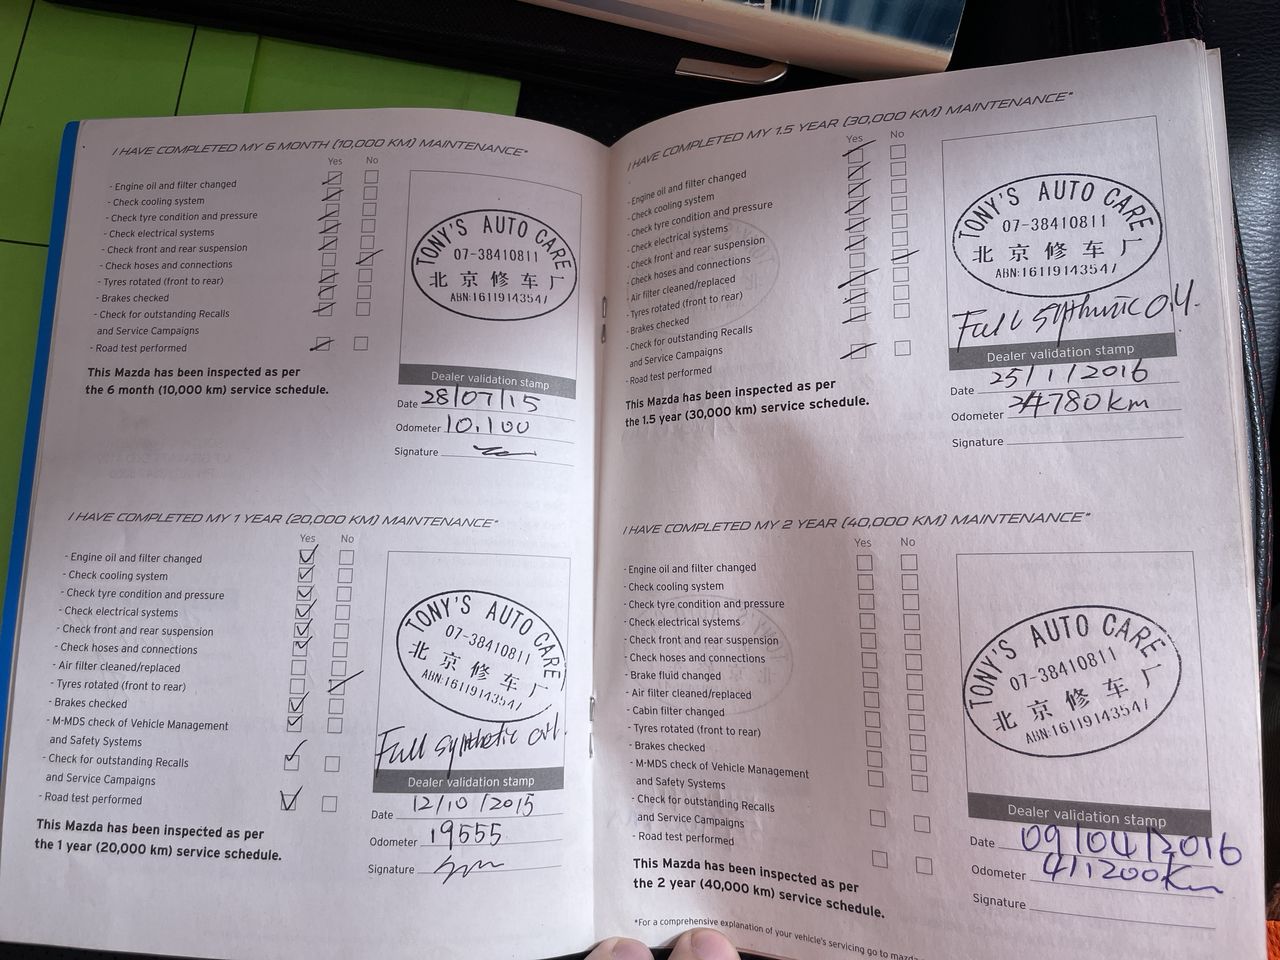 I HAVE COMPLETED MY 6 MONTH (10,000 KM) MAINTENANCE*
Yes No
- Engine oil and filter changed
- Check cooling system
- Check tyre condition and pressure
- Check electrical systems
- Check front and rear suspension
- Check hoses and connections
- Tyres rotated (front to rear)
- Brakes checked
- Check for outstanding Recalls
and Service Campaigns
- Road test performed
This Mazda has been inspected as per
the 6 month (10,000 km) service schedule.
TONY'S AUTO CARE
07-38410811
北京修车厂
ABN:16119143547
Dealer validation stamp
Date 28/07/15
Odometer 10,100
Signature
I HAVE COMPLETED MY 1 YEAR (20,000 KM) MAINTENANCE*
Yes No
- Engine oil and filter changed
- Check cooling system
- Check tyre condition and pressure
- Check electrical systems
- Check front and rear suspension
- Check hoses and connections
- Air filter cleaned/replaced
- Tyres rotated (front to rear)
- Brakes checked
- M-MDS check of Vehicle Management
and Safety Systems
- Check for outstanding Recalls
and Service Campaigns
- Road test performed
This Mazda has been inspected as per
the 1 year (20,000 km) service schedule.
TONY'S AUTO CARE
07-38410811
北京修车厂
ABN:16119143547
Full synthetic oil.
Dealer validation stamp
Date 12/10/2015
Odometer 19555
Signature
I HAVE COMPLETED MY 1.5 YEAR (30,000 KM) MAINTENANCE*
Yes No
- Engine oil and filter changed
- Check cooling system
- Check tyre condition and pressure
- Check electrical systems
- Check front and rear suspension
- Check hoses and connections
- Air filter cleaned/replaced
- Tyres rotated (front to rear)
- Brakes checked
- Check for outstanding Recalls
and Service Campaigns
- Road test performed
This Mazda has been inspected as per
the 1.5 year (30,000 km) service schedule.
TONY'S AUTO CARE
07-38410811
北京修车厂
ABN:16119143547
Full
Dealer validation stamp
Date 25/1/2016
Odometer 34780km
Signature
I HAVE COMPLETED MY 2 YEAR (40,000 KM) MAINTENANCE*
Yes No
- Engine oil and filter changed
- Check cooling system
- Check tyre condition and pressure
- Check electrical systems
- Check front and rear suspension
- Check hoses and connections
- Brake fluid changed
- Air filter cleaned/replaced
- Cabin filter changed
- Tyres rotated (front to rear)
- Brakes checked
- M-MDS check of Vehicle Management
and Safety Systems
- Check for outstanding Recalls
and Service Campaigns
- Road test performed
This Mazda has been inspected as per
the 2 year (40,000 km) service schedule.
TONY'S AUTO CARE
07-38410811
北京修车厂
ABN:16119143547
Dealer validation stamp
Date 09/04/2016
Odometer 41200Km
Signature
*For a comprehensive explanation of your vehicle's servicing go to